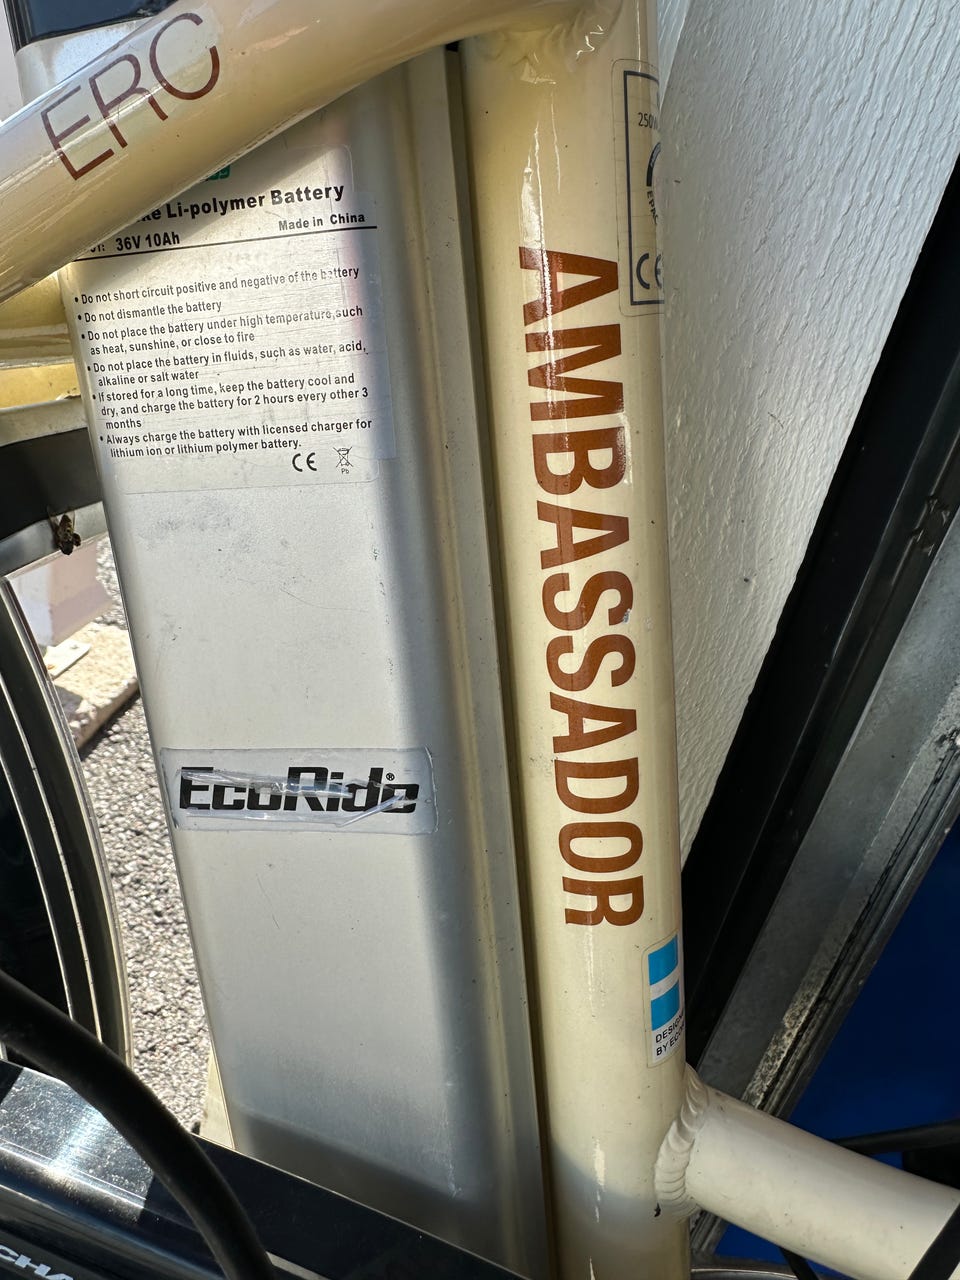 ERC
Li-polymer Battery
Made in China
36V 10Ah
• Do not short circuit positive and negative of the battery
• Do not dismantle the battery
• Do not place the battery under high temperature,such
as heat, sunshine, or close to fire
• Do not place the battery in fluids, such as water, acid,
alkaline or salt water
• If stored for a long time, keep the battery cool and
dry, and charge the battery for 2 hours every other 3
months
• Always charge the battery with licensed charger for
lithium ion or lithium polymer battery.
CE
Pb
EcoRide®
AMBASSADOR
250W
EPAC
CE
BY